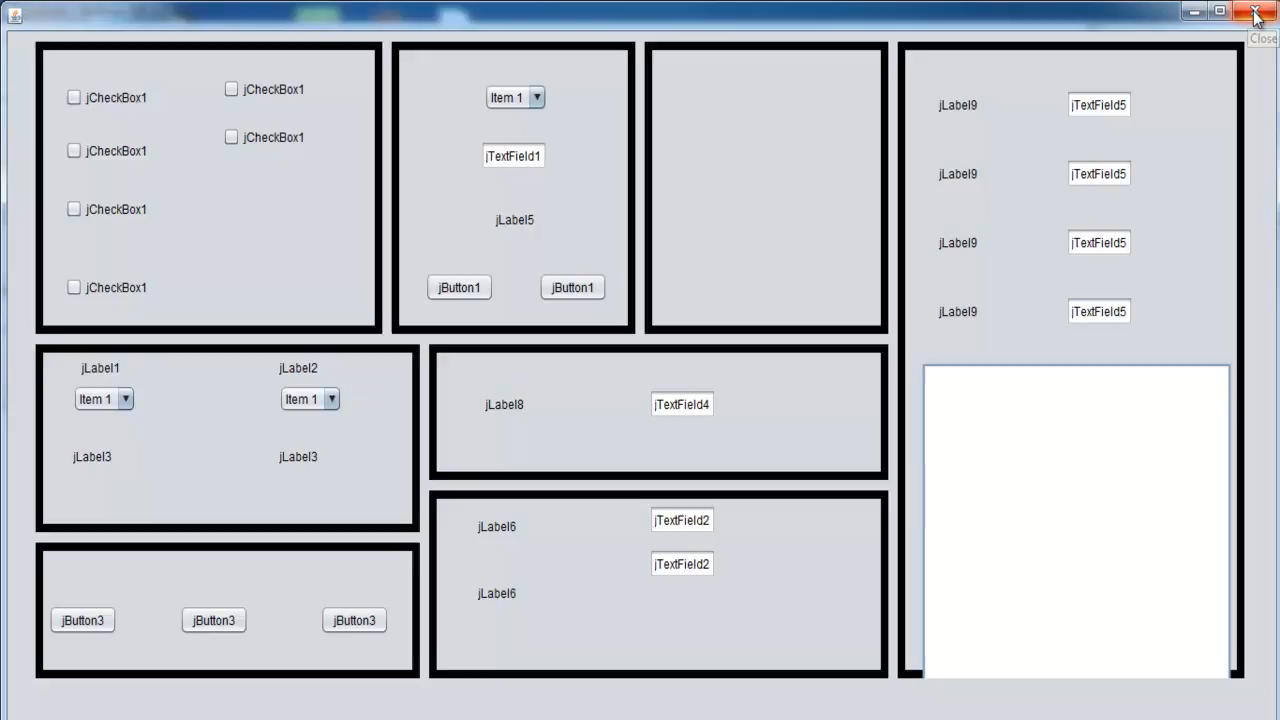 Close
jCheckBox1
jCheckBox1
jCheckBox1
jCheckBox1
jCheckBox1
jCheckBox1
Item 1
jTextField1
jLabel5
jButton1 jButton1
jLabel9 jTextField5
jLabel9 jTextField5
jLabel9 jTextField5
jLabel9 jTextField5
jLabel1 jLabel2
Item 1 Item 1
jLabel3 jLabel3
jLabel8 jTextField4
jLabel6 jTextField2
jTextField2
jLabel6
jButton3 jButton3 jButton3